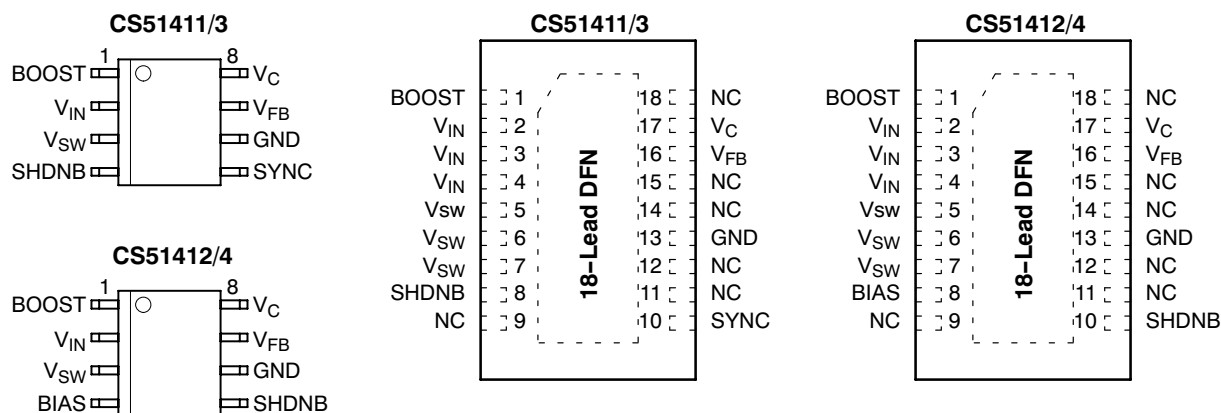 CS51411/3
1 8
BOOST VC
VIN VFB
VSW GND
SHDNB SYNC
CS51412/4
1 8
BOOST VC
VIN VFB
VSW GND
BIAS SHDNB
CS51411/3
BOOST 1 18 NC
VIN 2 17 VC
VIN 3 16 VFB
VIN 4 15 NC
Vsw 5 14 NC
VSW 6 13 GND
VSW 7 12 NC
SHDNB 8 11 NC
NC 9 10 SYNC
18–Lead DFN
CS51412/4
BOOST 1 18 NC
VIN 2 17 VC
VIN 3 16 VFB
VIN 4 15 NC
Vsw 5 14 NC
VSW 6 13 GND
VSW 7 12 NC
BIAS 8 11 NC
NC 9 10 SHDNB
18–Lead DFN